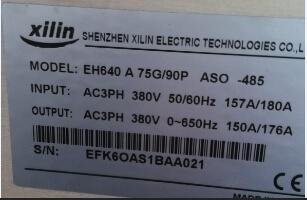 xilin
SHENZHEN XILIN ELECTRIC TECHNOLOGIES CO.,
MODEL: EH640 A 75G/90P ASO -485
INPUT: AC3PH 380V 50/60Hz 157A/180A
OUTPUT: AC3PH 380V 0~650Hz 150A/176A
S/N: EFK6OAS1BAA021
CE